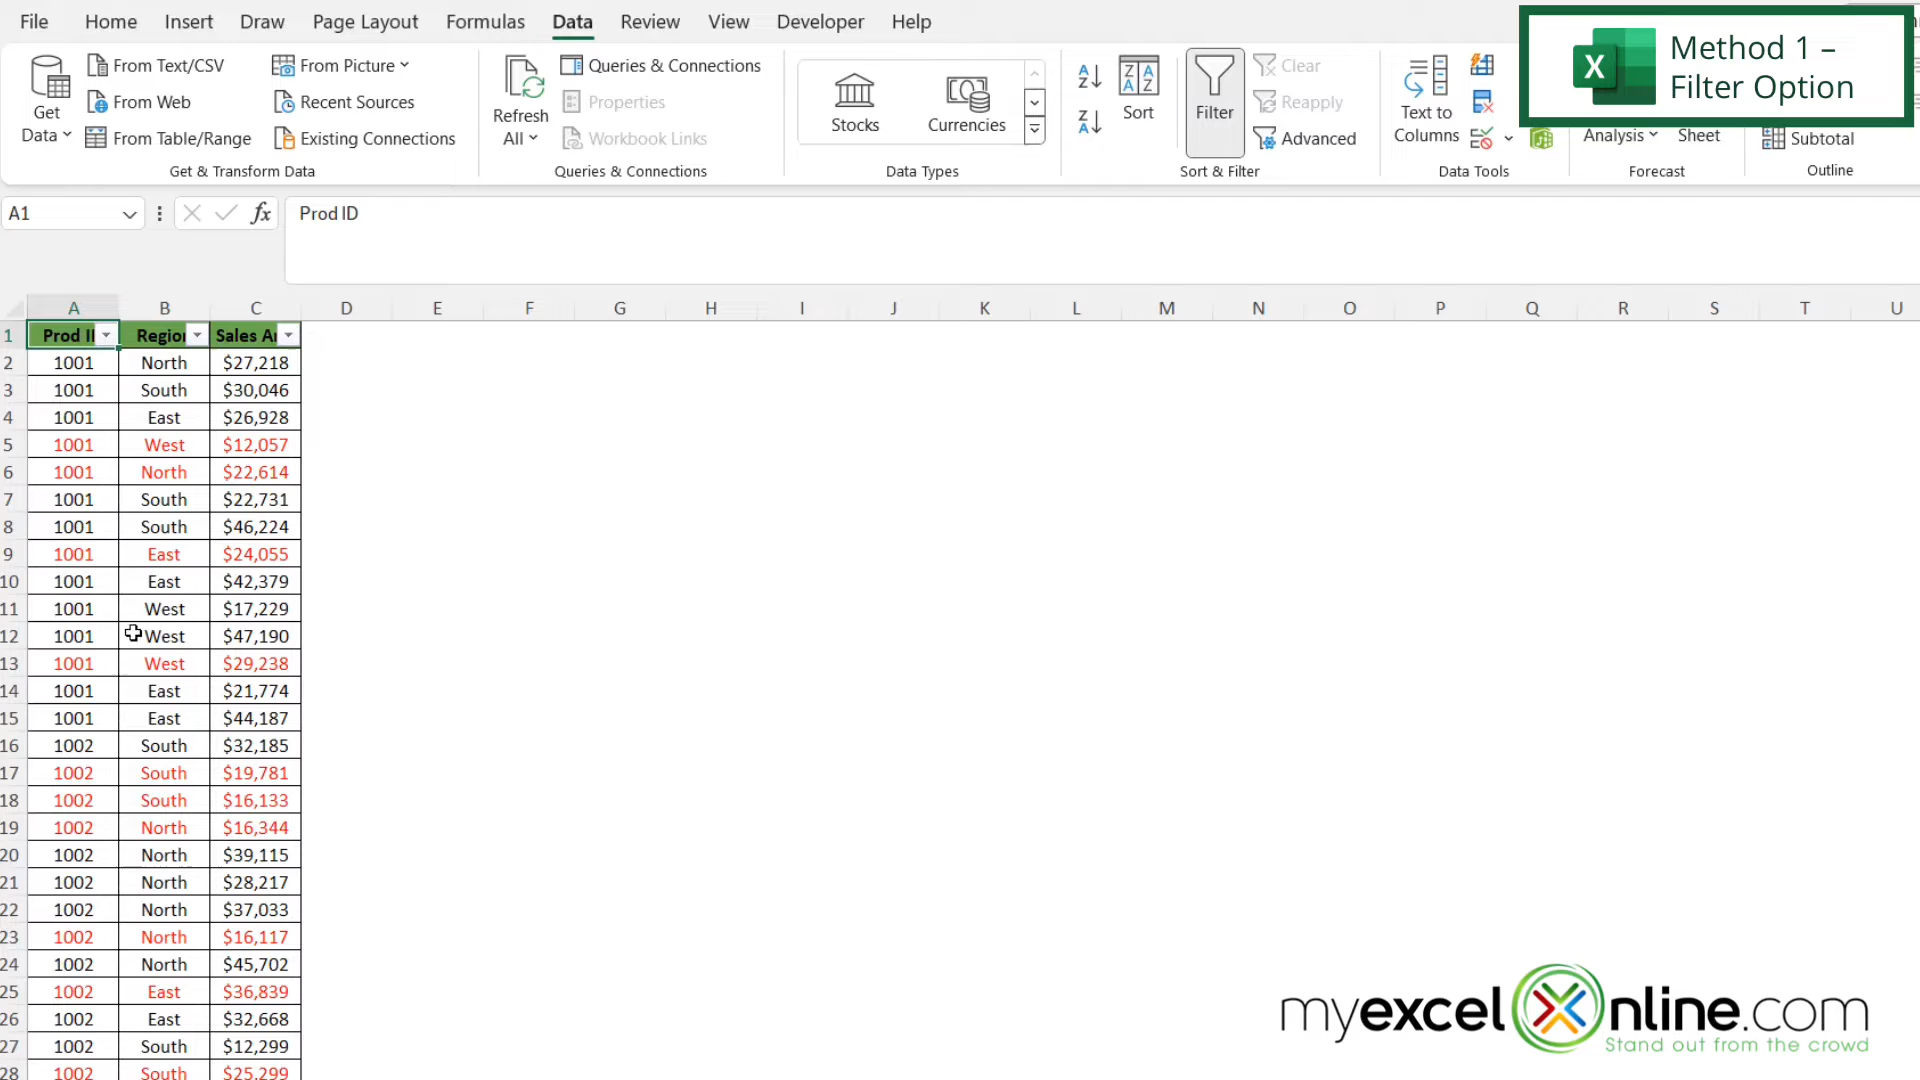 File Home Insert Draw Page Layout Formulas Data Review View Developer Help
Method 1 –
Filter Option
Get Data
From Text/CSV
From Web
From Table/Range
From Picture
Recent Sources
Existing Connections
Get & Transform Data
Refresh All
Queries & Connections
Properties
Workbook Links
Queries & Connections
Stocks
Currencies
Data Types
Sort
Filter
Clear
Reapply
Advanced
Sort & Filter
Text to Columns
Data Tools
Analysis
Sheet
Forecast
Subtotal
Outline
A1 fx Prod ID
A B C D E F G H I J K L M N O P Q R S T U
1 Prod I Regio Sales A
2 1001 North $27,218
3 1001 South $30,046
4 1001 East $26,928
5 1001 West $12,057
6 1001 North $22,614
7 1001 South $22,731
8 1001 South $46,224
9 1001 East $24,055
10 1001 East $42,379
11 1001 West $17,229
12 1001 West $47,190
13 1001 West $29,238
14 1001 East $21,774
15 1001 East $44,187
16 1002 South $32,185
17 1002 South $19,781
18 1002 South $16,133
19 1002 North $16,344
20 1002 North $39,115
21 1002 North $28,217
22 1002 North $37,033
23 1002 North $16,117
24 1002 North $45,702
25 1002 East $36,839
26 1002 East $32,668
27 1002 South $12,299
28 1002 South $25,299
myexcelOnline.com
Stand out from the crowd